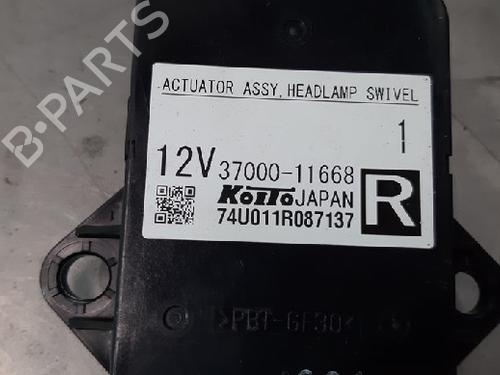 ACTUATOR ASSY, HEADLAMP SWIVEL
1
12V 37000-11668
KOITO JAPAN
74U011R087137
R
>PBT-GF30<
B-PARTS